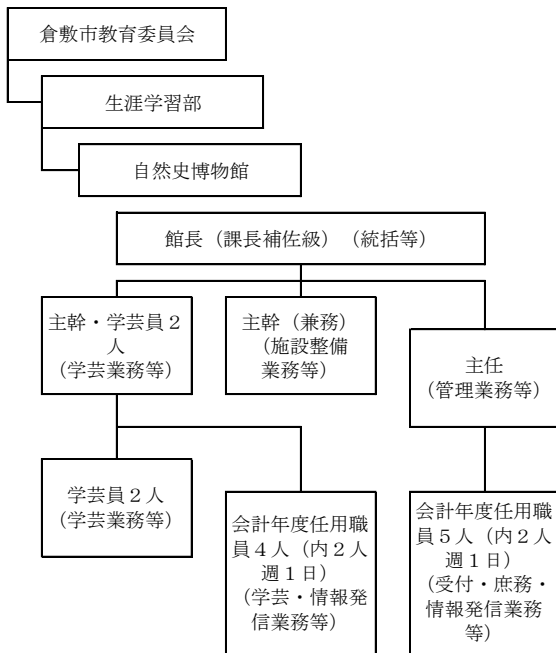 倉敷市教育委員会
生涯学習部
自然史博物館
館長（課長補佐級）（統括等）
主幹・学芸員２
人
（学芸業務等）
主幹（兼務）
（施設整備
業務等）
主任
（管理業務等）
学芸員２人
（学芸業務等）
会計年度任用職
員４人（内２人
週１日）
（学芸・情報発
信業務等）
会計年度任用職
員５人（内２人
週１日）
（受付・庶務・
情報発信業務
等）